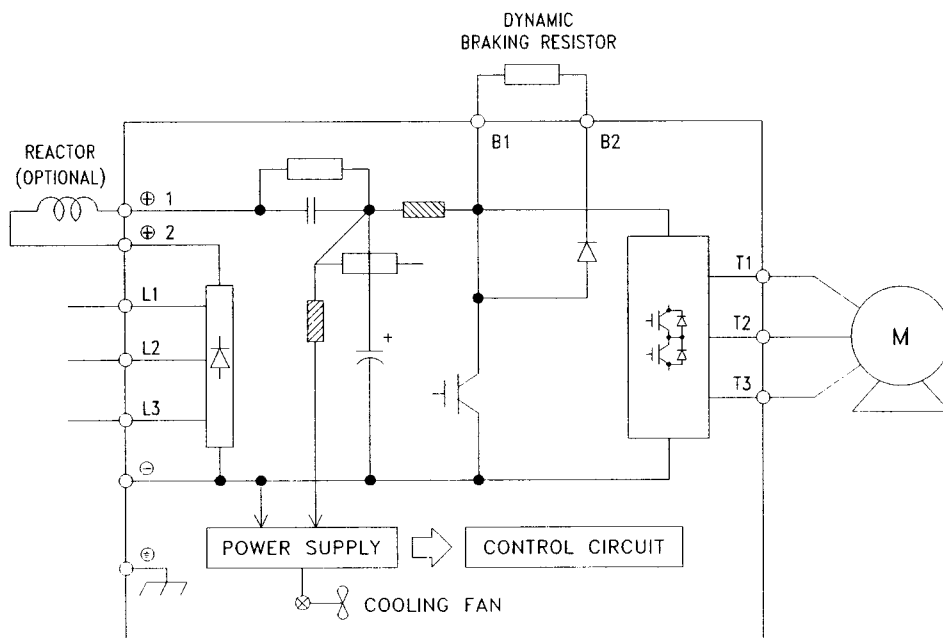 DYNAMIC
BRAKING RESISTOR
B1
B2
REACTOR
(OPTIONAL)
⊕ 1
⊕ 2
L1
L2
L3
⊖
+
T1
T2
T3
M
POWER SUPPLY
CONTROL CIRCUIT
COOLING FAN